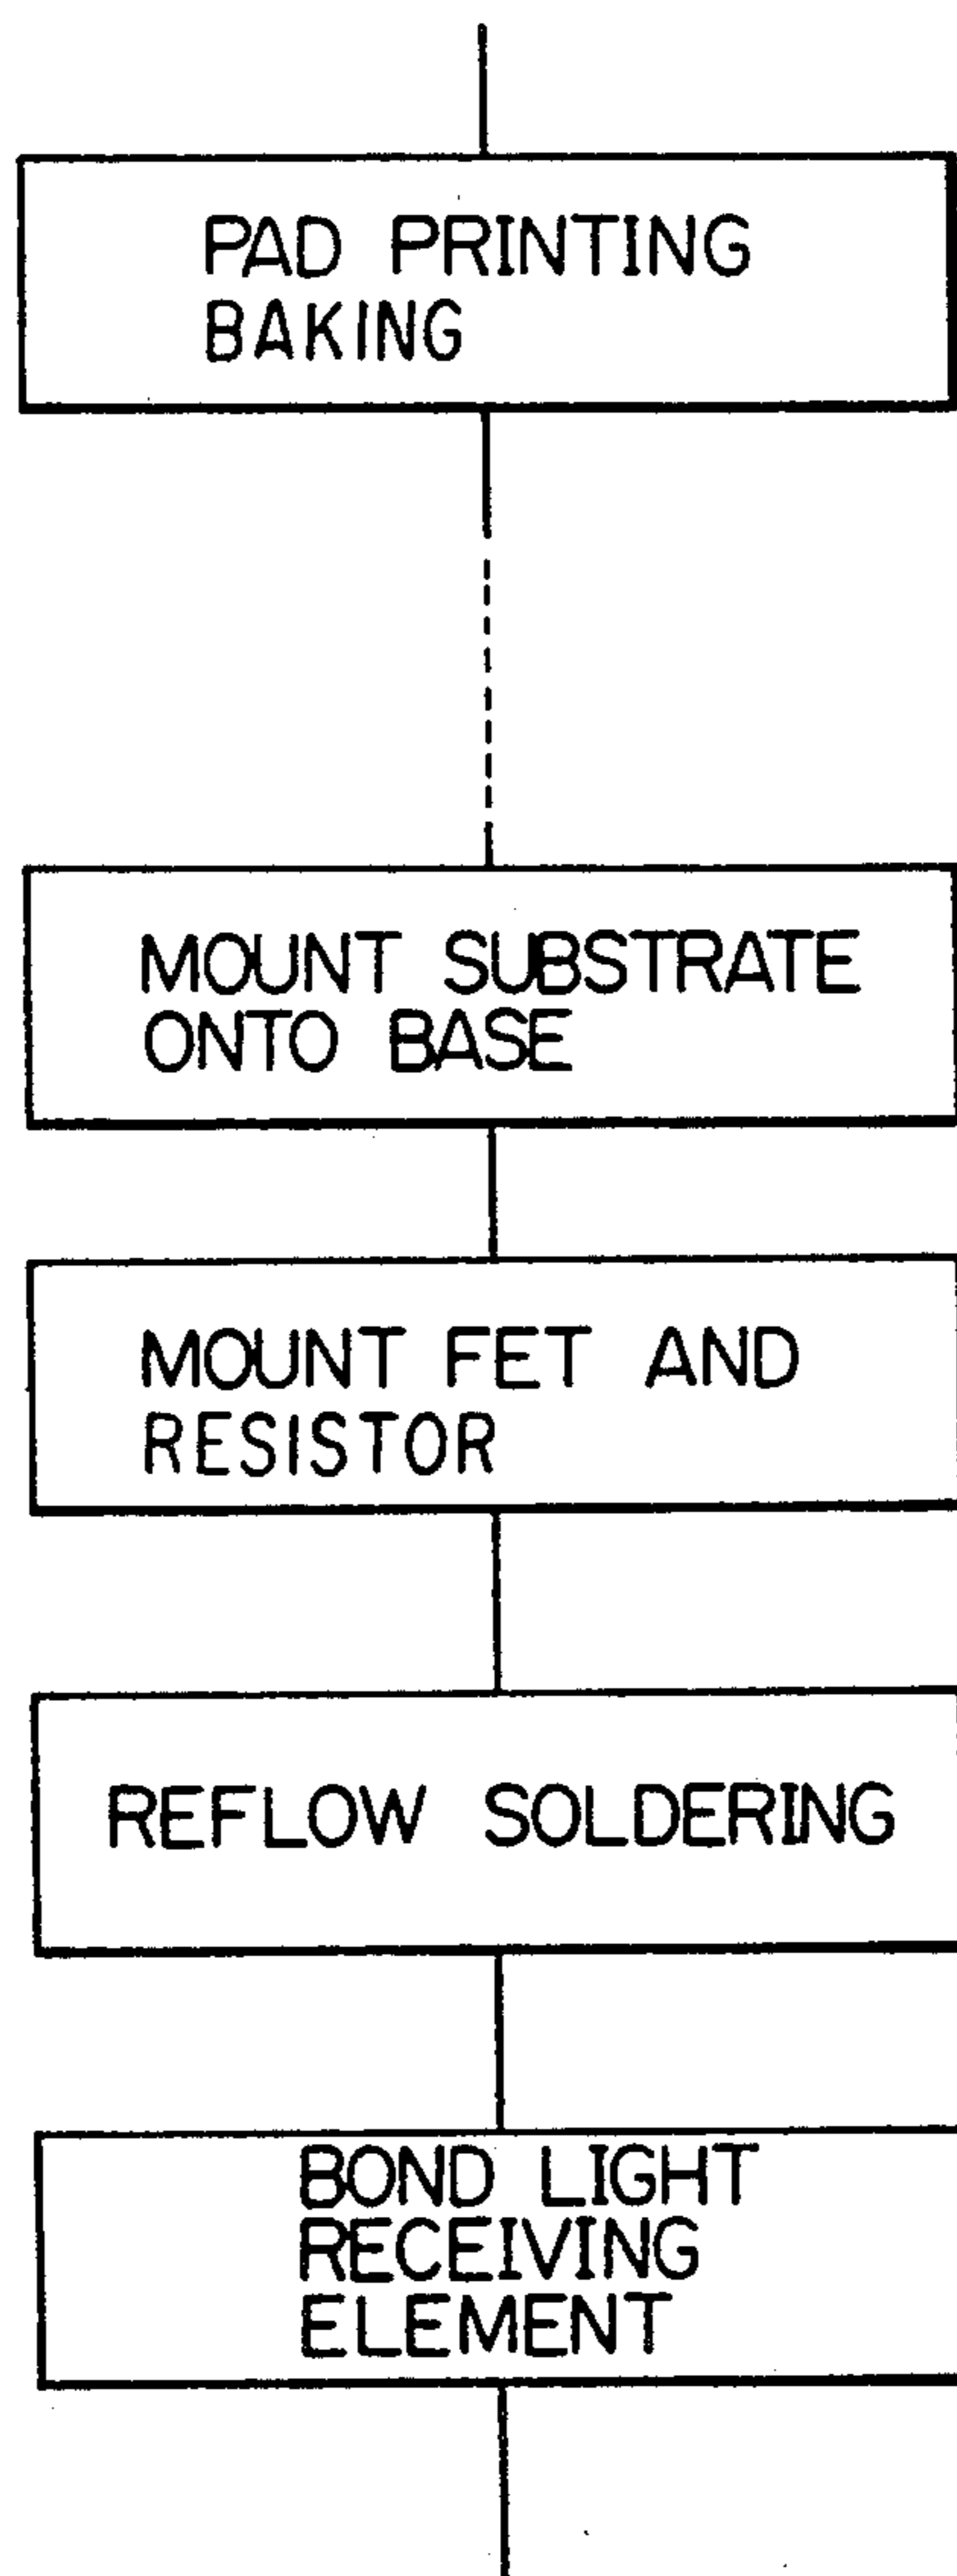 PAD PRINTING
BAKING
MOUNT SUBSTRATE
ONTO BASE
MOUNT FET AND
RESISTOR
REFLOW SOLDERING
BOND LIGHT
RECEIVING
ELEMENT